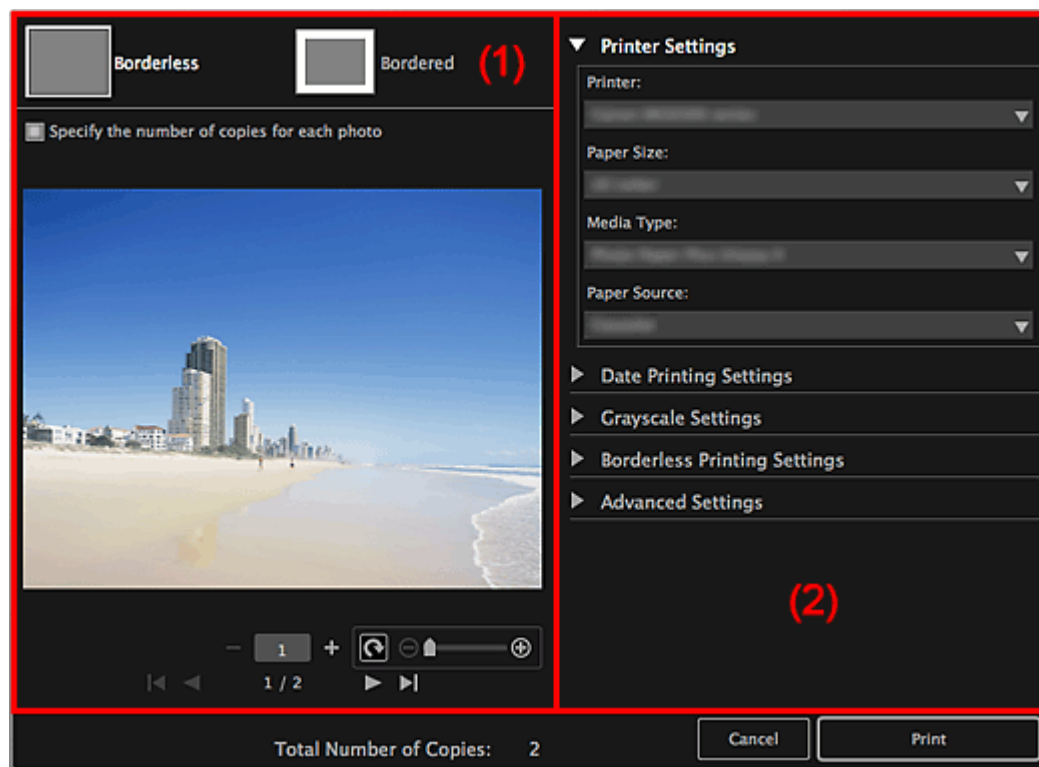 Borderless
Bordered
(1)
Specify the number of copies for each photo
1
1 / 2
Printer Settings
Printer:
Paper Size:
Media Type:
Paper Source:
Date Printing Settings
Grayscale Settings
Borderless Printing Settings
Advanced Settings
(2)
Total Number of Copies: 2
Cancel
Print